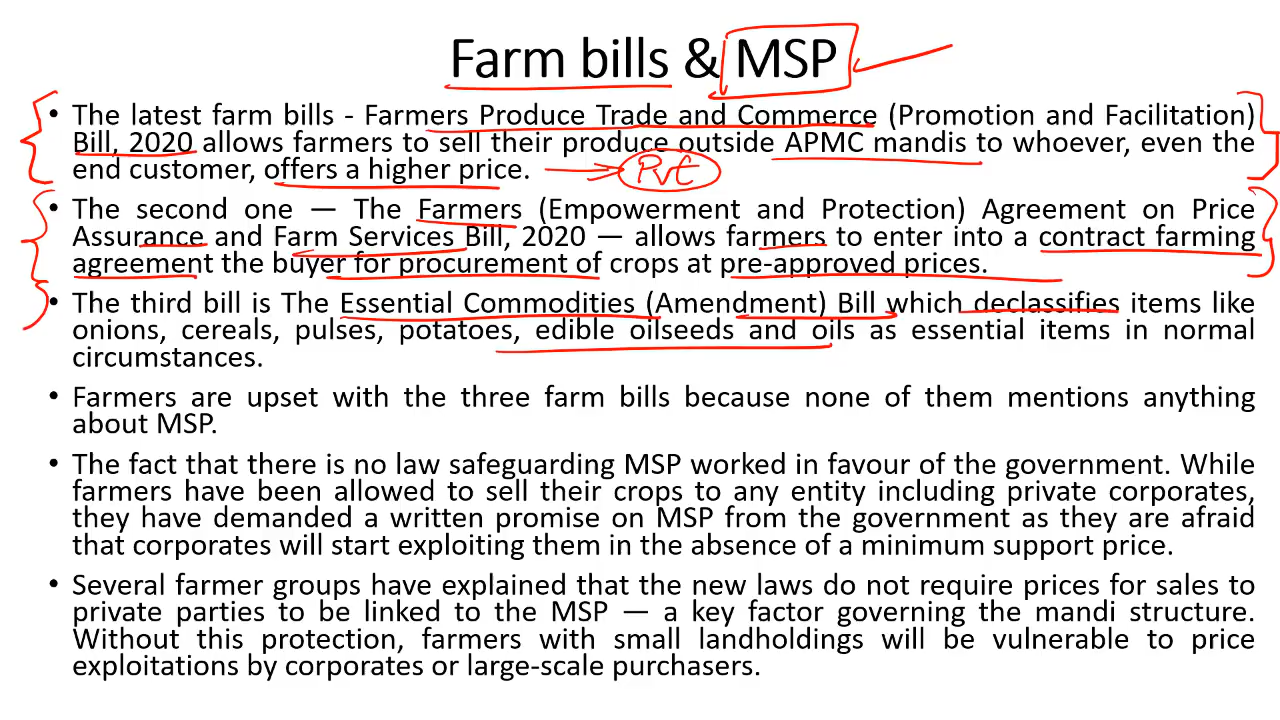 Farm bills & MSP
• The latest farm bills - Farmers Produce Trade and Commerce (Promotion and Facilitation)
Bill, 2020 allows farmers to sell their produce outside APMC mandis to whoever, even the
end customer, offers a higher price. Pvt
• The second one — The Farmers (Empowerment and Protection) Agreement on Price
Assurance and Farm Services Bill, 2020 — allows farmers to enter into a contract farming
agreement the buyer for procurement of crops at pre-approved prices.
• The third bill is The Essential Commodities (Amendment) Bill which declassifies items like
onions, cereals, pulses, potatoes, edible oilseeds and oils as essential items in normal
circumstances.
• Farmers are upset with the three farm bills because none of them mentions anything
about MSP.
• The fact that there is no law safeguarding MSP worked in favour of the government. While
farmers have been allowed to sell their crops to any entity including private corporates,
they have demanded a written promise on MSP from the government as they are afraid
that corporates will start exploiting them in the absence of a minimum support price.
• Several farmer groups have explained that the new laws do not require prices for sales to
private parties to be linked to the MSP — a key factor governing the mandi structure.
Without this protection, farmers with small landholdings will be vulnerable to price
exploitations by corporates or large-scale purchasers.